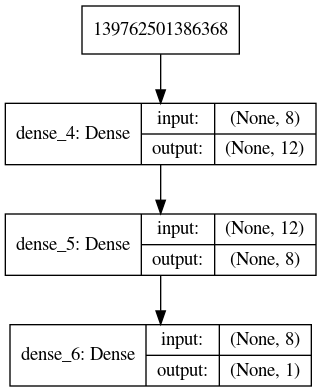 139762501386368
dense_4: Dense
input: (None, 8)
output: (None, 12)
dense_5: Dense
input: (None, 12)
output: (None, 8)
dense_6: Dense
input: (None, 8)
output: (None, 1)